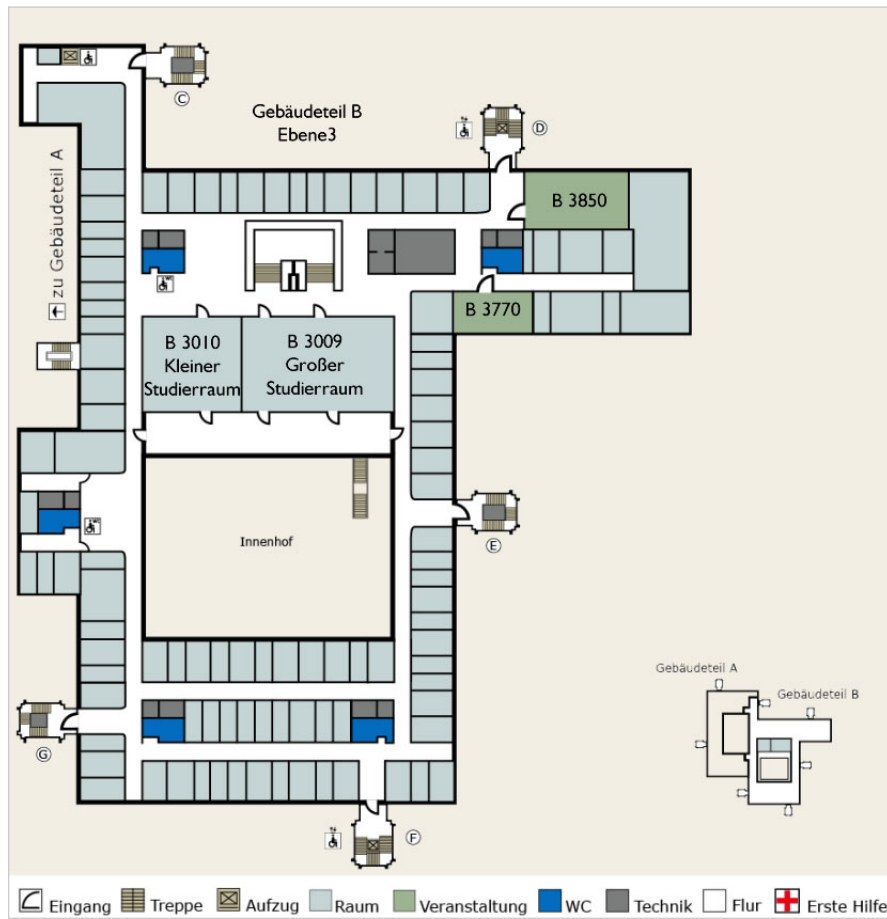 Gebäudeteil B
Ebene3
C
D
zu Gebäudeteil A
B 3850
B 3770
B 3010
Kleiner
Studierraum
B 3009
Großer
Studierraum
E
Innenhof
Gebäudeteil A
Gebäudeteil B
G
F
Eingang
Treppe
Aufzug
Raum
Veranstaltung
WC
Technik
Flur
Erste Hilfe